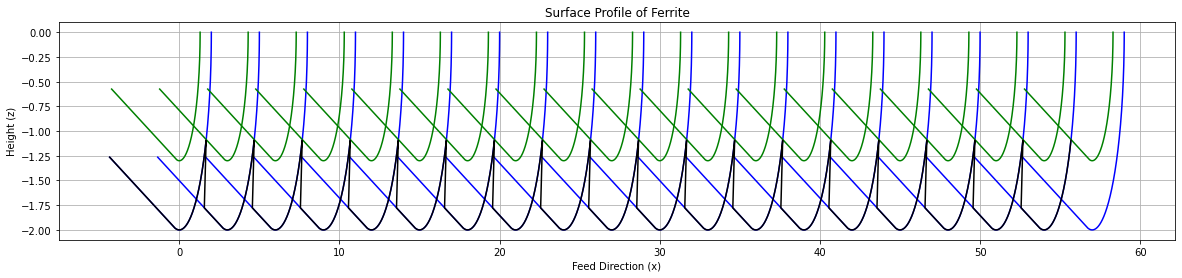 Surface Profile of Ferrite
0.00
−0.25
−0.50
−0.75
−1.00
−1.25
−1.50
−1.75
−2.00
Height (z)
0 10 20 30 40 50 60
Feed Direction (x)